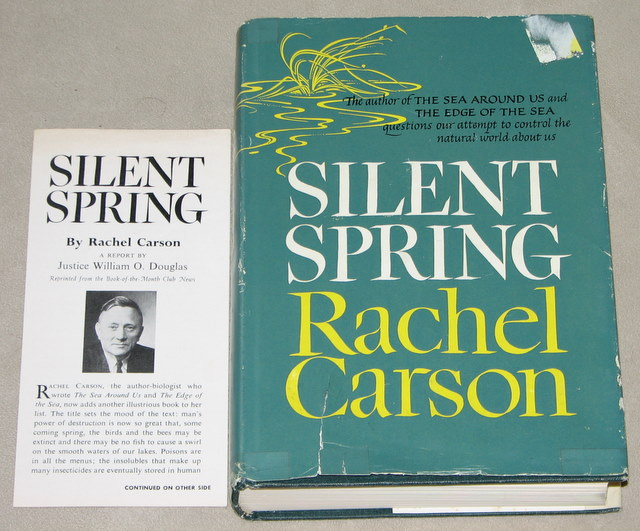 SILENT
SPRING
By Rachel Carson
A REPORT BY
Justice William O. Douglas
Reprinted from the Book-of-the-Month Club News
RACHEL CARSON, the author-biologist who
wrote The Sea Around Us and The Edge of
the Sea, now adds another illustrious book to her
list. The title sets the mood of the text: man's
power of destruction is now so great that, some
coming spring, the birds and the bees may be
extinct and there may be no fish to cause a swirl
on the smooth waters of our lakes. Poisons are
in all the menus; the insolubles that make up
many insecticides are eventually stored in human
CONTINUED ON OTHER SIDE
The author of THE SEA AROUND US and
THE EDGE OF THE SEA
questions our attempt to control the
natural world about us
SILENT
SPRING
Rachel
Carson